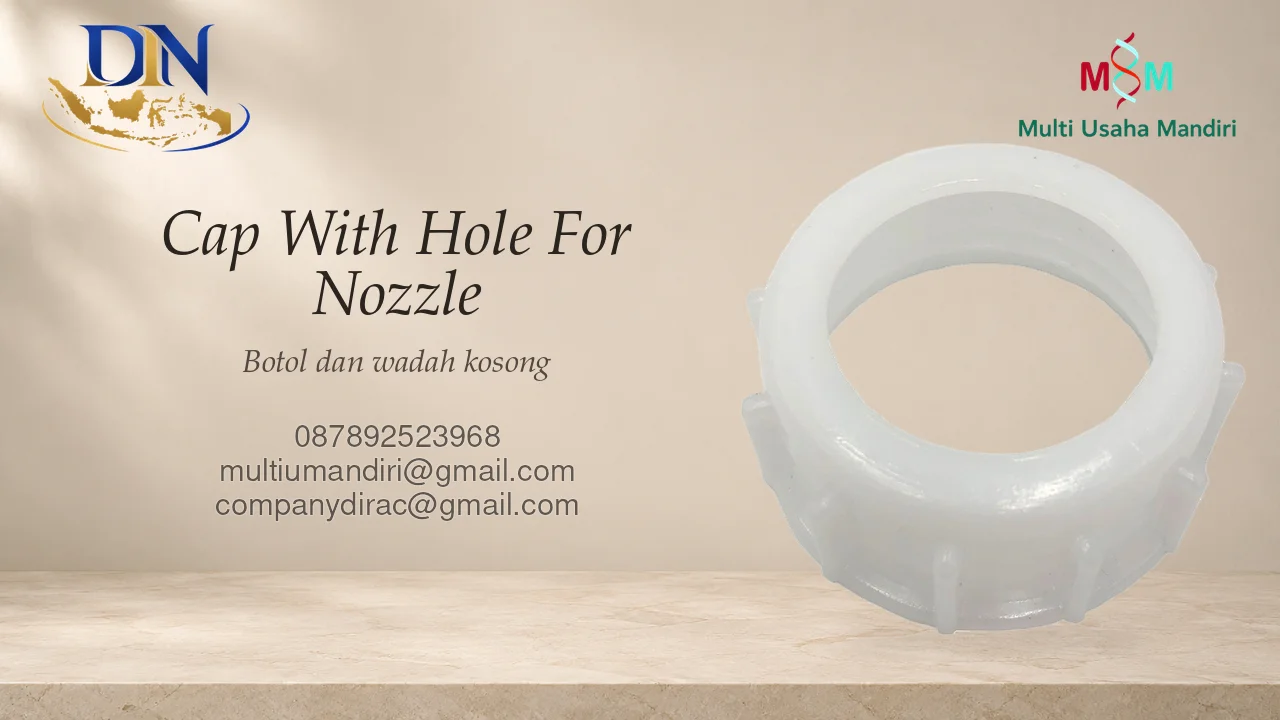 DIN
M M
Multi Usaha Mandiri
Cap With Hole For
Nozzle
Botol dan wadah kosong
087892523968
multiumandiri@gmail.com
companydirac@gmail.com